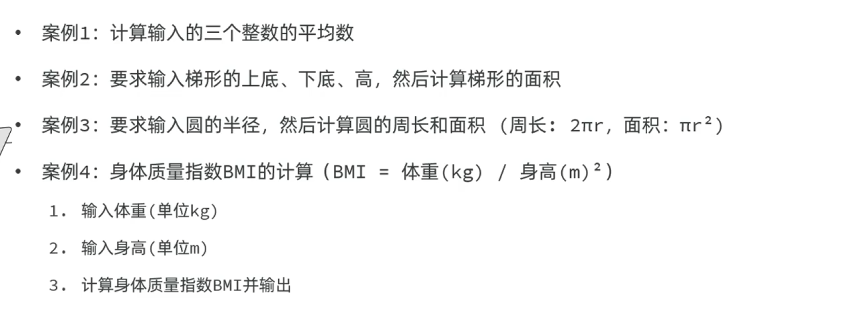 • 案例1: 计算输入的三个整数的平均数
• 案例2: 要求输入梯形的上底、下底、高, 然后计算梯形的面积
• 案例3: 要求输入圆的半径, 然后计算圆的周长和面积 (周长: 2πr, 面积: πr²)
• 案例4: 身体质量指数BMI的计算 (BMI = 体重(kg) / 身高(m)²)
1. 输入体重(单位kg)
2. 输入身高(单位m)
3. 计算身体质量指数BMI并输出